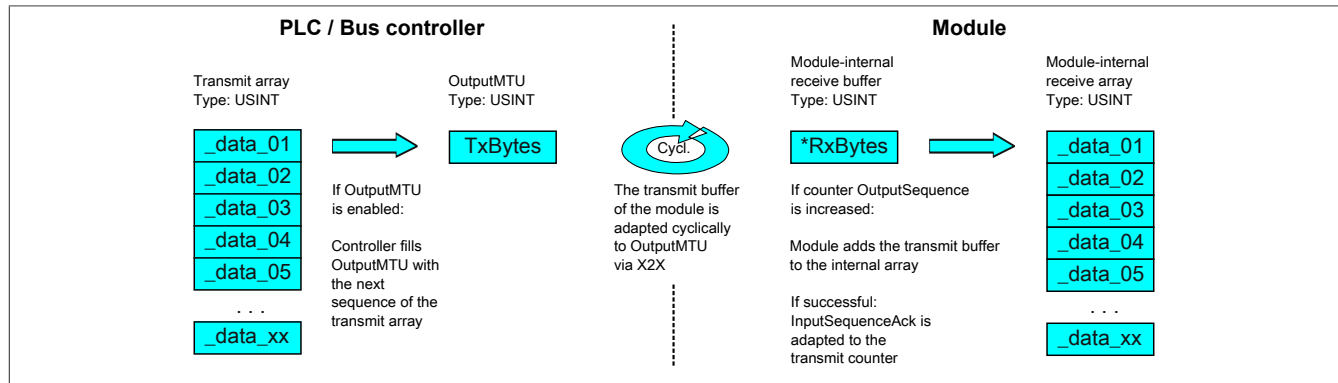 PLC / Bus controller
Module
Transmit array
Type: USINT
_data_01
_data_02
_data_03
_data_04
_data_05
. . .
_data_xx
If OutputMTU
is enabled:
Controller fills
OutputMTU with
the next
sequence of the
transmit array
OutputMTU
Type: USINT
TxBytes
Cycl.
The transmit buffer
of the module is
adapted cyclically
to OutputMTU
via X2X
Module-internal
receive buffer
Type: USINT
*RxBytes
If counter OutputSequence
is increased:
Module adds the transmit buffer
to the internal array
If successful:
InputSequenceAck is
adapted to the
transmit counter
Module-internal
receive array
Type: USINT
_data_01
_data_02
_data_03
_data_04
_data_05
. . .
_data_xx